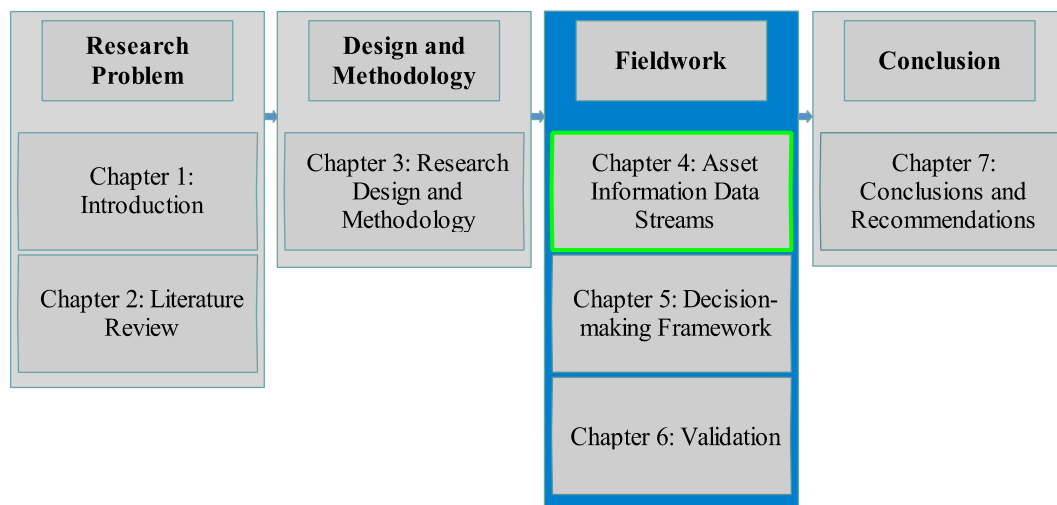 Research
Problem
Chapter 1:
Introduction
Chapter 2: Literature
Review
Design and
Methodology
Chapter 3: Research
Design and
Methodology
Fieldwork
Chapter 4: Asset
Information Data
Streams
Chapter 5: Decision-
making Framework
Chapter 6: Validation
Conclusion
Chapter 7:
Conclusions and
Recommendations